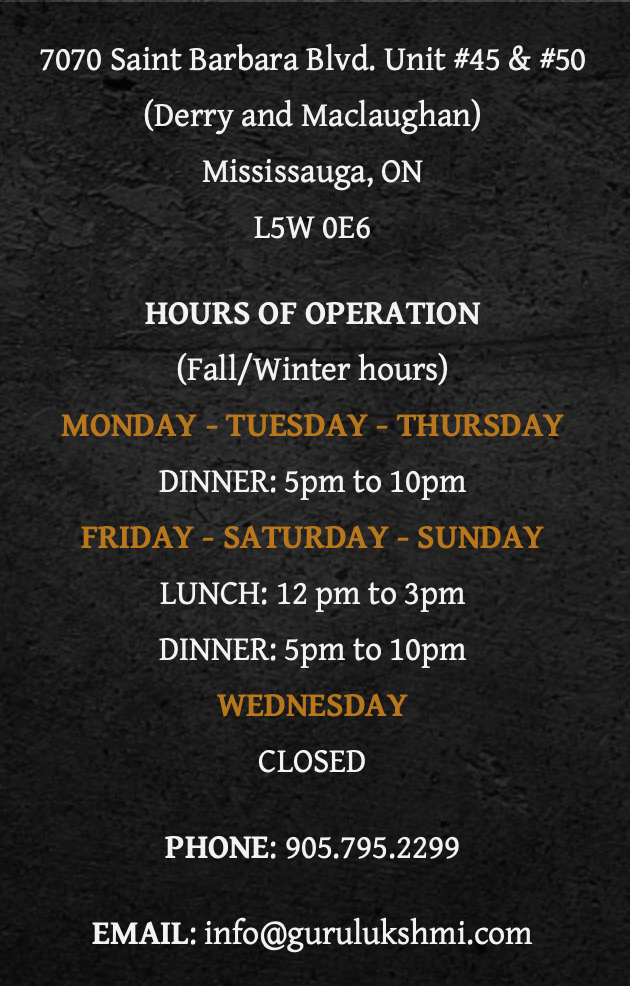 7070 Saint Barbara Blvd. Unit #45 & #50
(Derry and Maclaughan)
Mississauga, ON
L5W 0E6
HOURS OF OPERATION
(Fall/Winter hours)
MONDAY - TUESDAY - THURSDAY
DINNER: 5pm to 10pm
FRIDAY - SATURDAY - SUNDAY
LUNCH: 12 pm to 3pm
DINNER: 5pm to 10pm
WEDNESDAY
CLOSED
PHONE: 905.795.2299
EMAIL: info@gurulukshmi.com